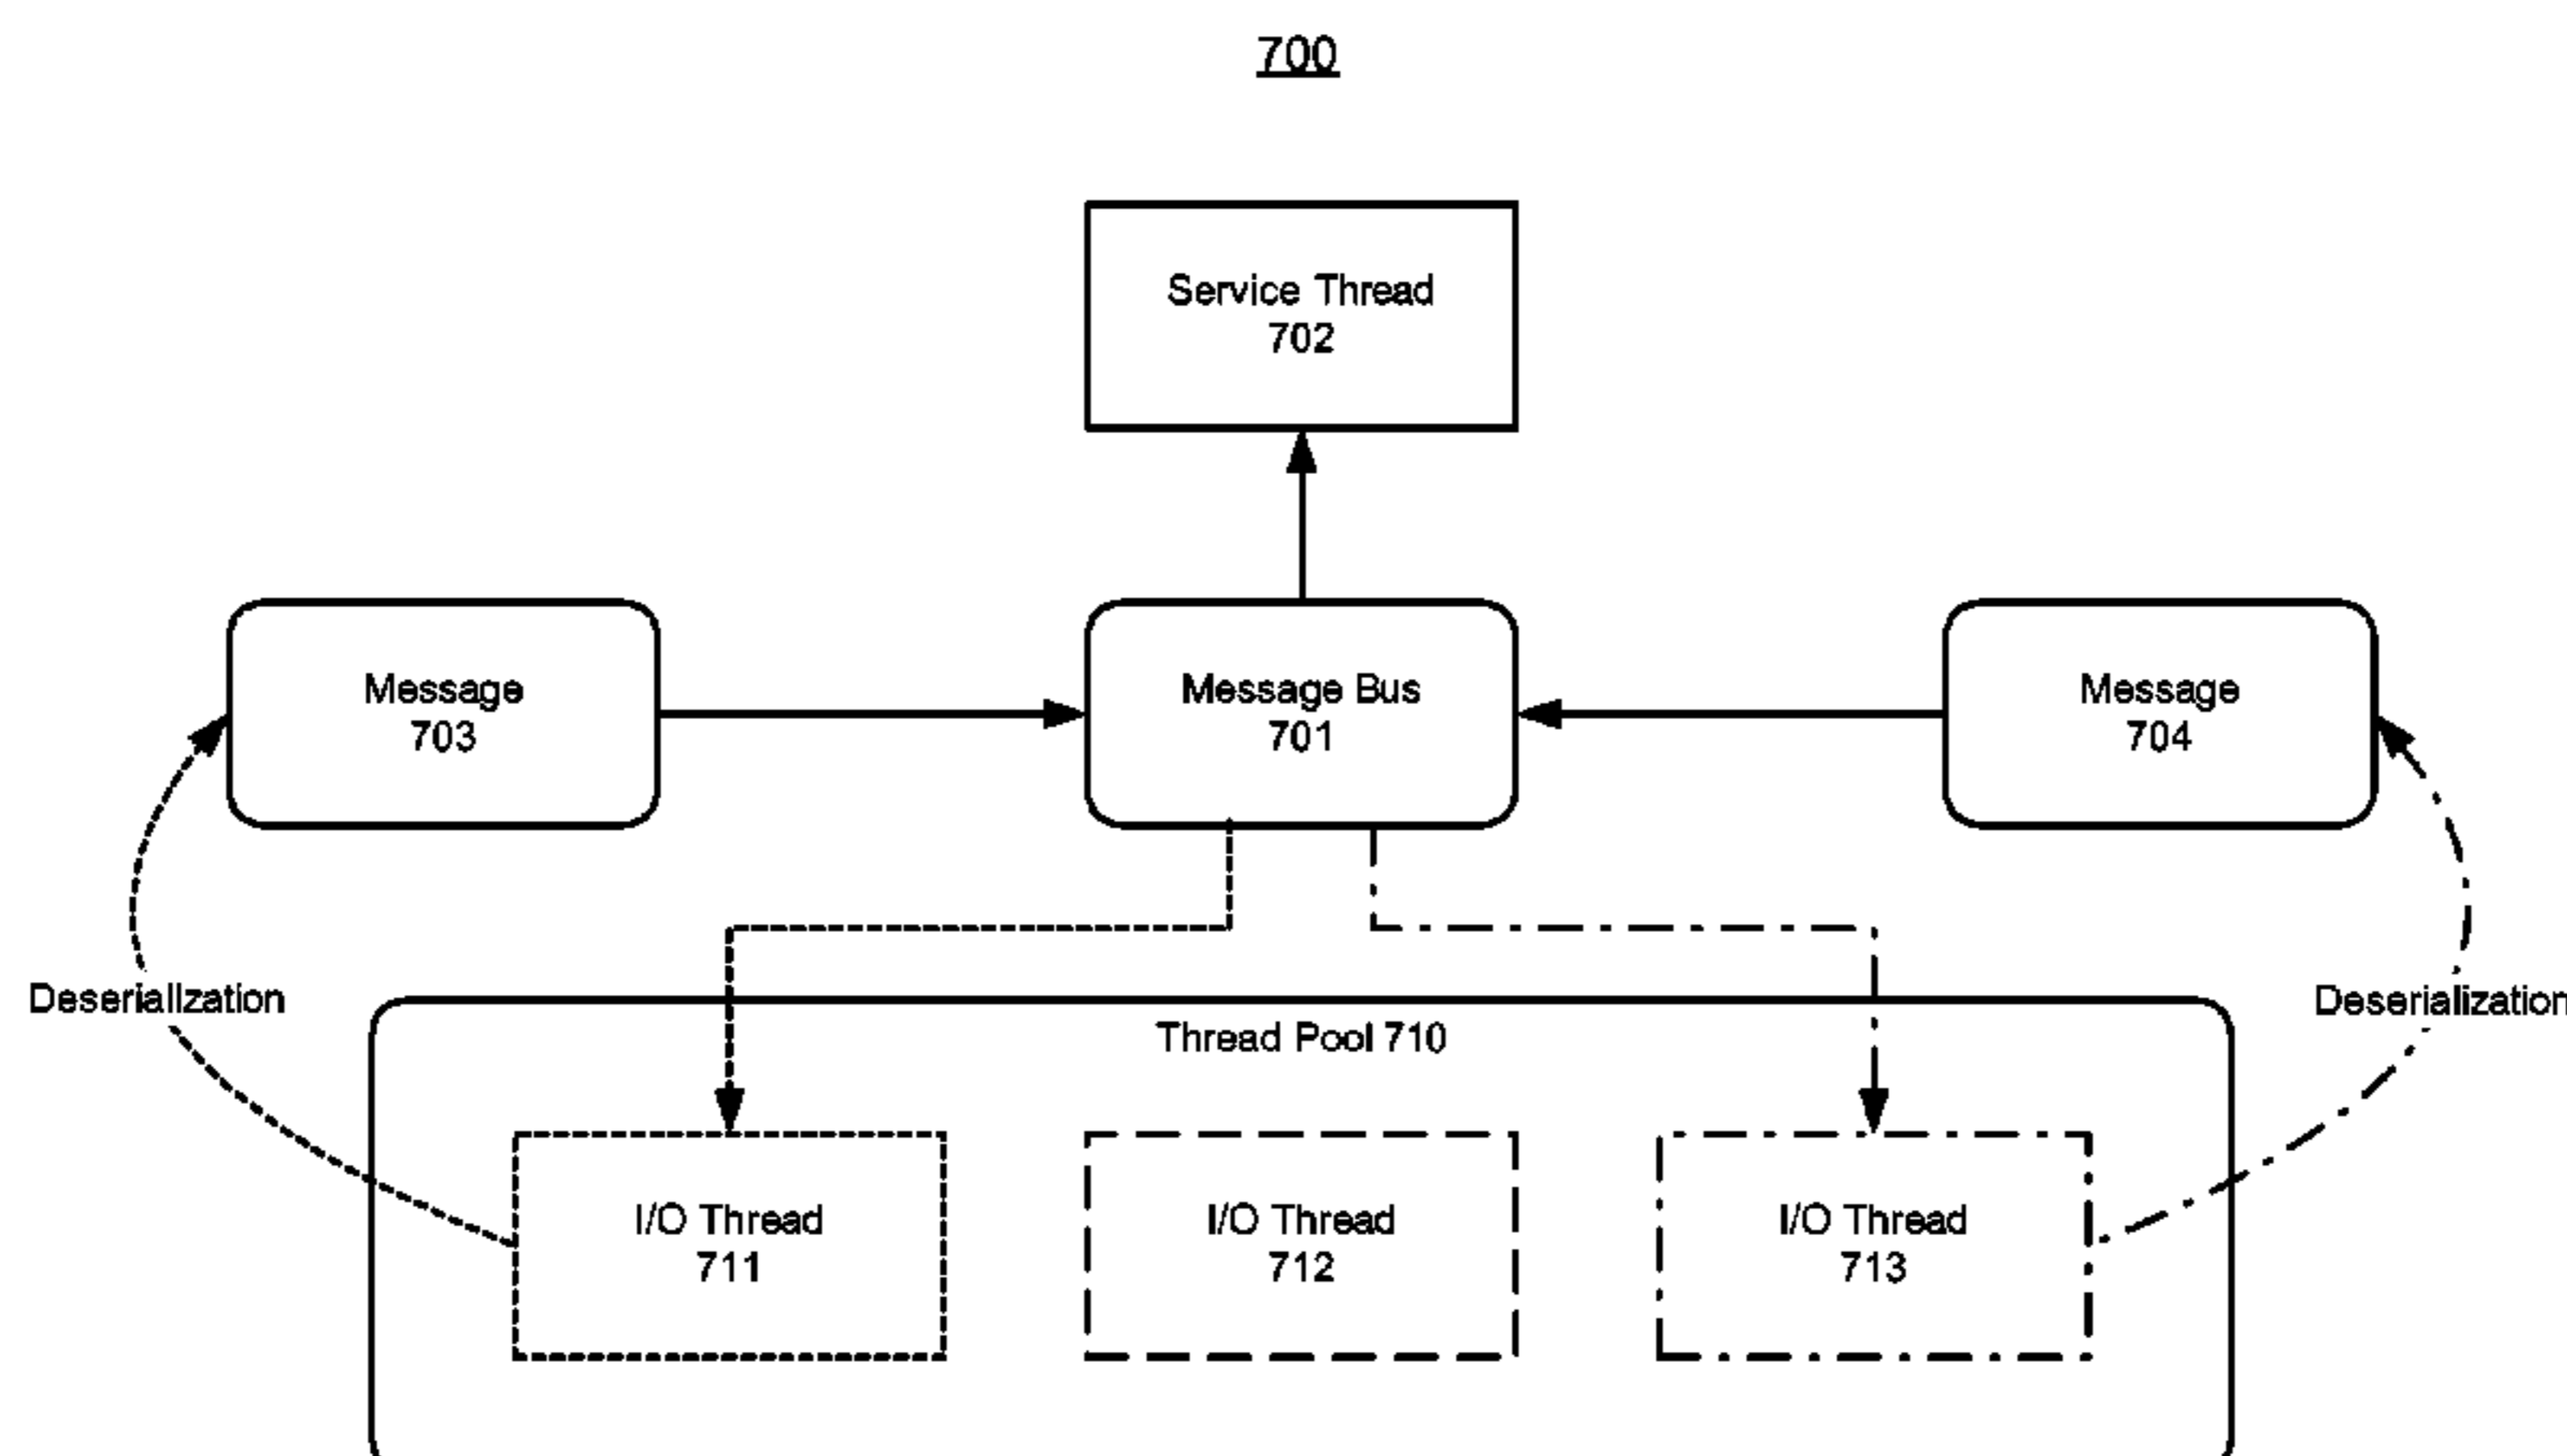 700
Service Thread
702
Message
703
Message Bus
701
Message
704
Deserialization
Deserialization
Thread Pool 710
I/O Thread
711
I/O Thread
712
I/O Thread
713